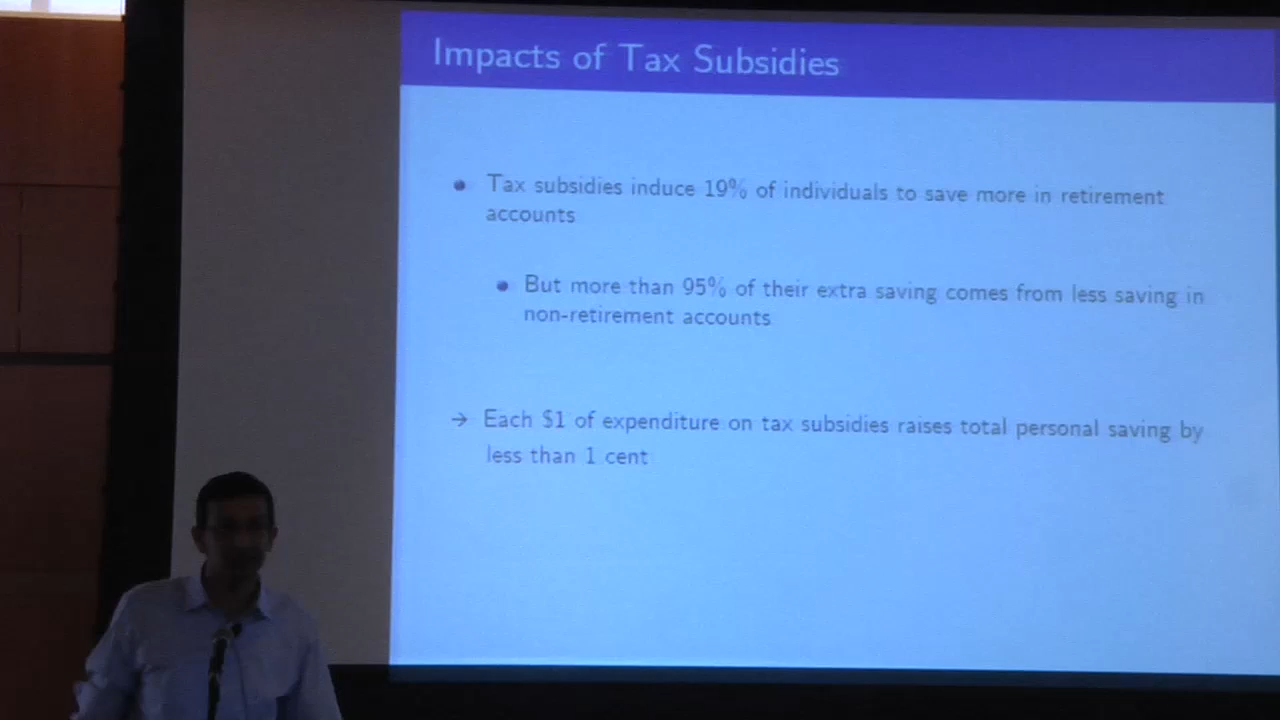 Impacts of Tax Subsidies
• Tax subsidies induce 19% of individuals to save more in retirement
accounts
• But more than 95% of their extra saving comes from less saving in
non-retirement accounts
→ Each $1 of expenditure on tax subsidies raises total personal saving by
less than 1 cent